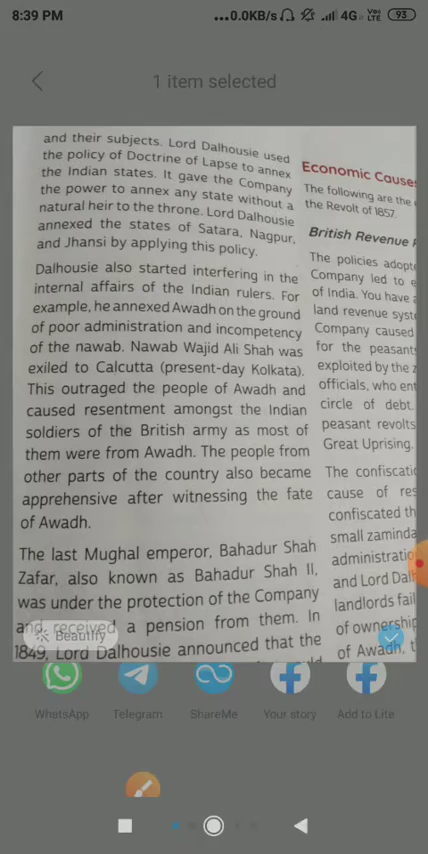 8:39 PM
...0.0KB/s
4G
Vo
LTE
93
1 item selected
and their subjects. Lord Dalhousie used
the policy of Doctrine of Lapse to annex
the Indian states. It gave the Company
the power to annex any state without a
natural heir to the throne. Lord Dalhousie
annexed the states of Satara, Nagpur,
and Jhansi by applying this policy.
Dalhousie also started interfering in the
internal affairs of the Indian rulers. For
example, he annexed Awadh on the ground
of poor administration and incompetency
of the nawab. Nawab Wajid Ali Shah was
exiled to Calcutta (present-day Kolkata).
This outraged the people of Awadh and
caused resentment amongst the Indian
soldiers of the British army as most of
them were from Awadh. The people from
other parts of the country also became
apprehensive after witnessing the fate
of Awadh.
The last Mughal emperor, Bahadur Shah
Zafar, also known as Bahadur Shah II,
was under the protection of the Company
and received a pension from them. In
1849, Lord Dalhousie announced that the
Economic Causes
The following are the
the Revolt of 1857.
British Revenue
The policies adopt
Company led to e
of India. You have a
land revenue syst
Company caused
for the peasant
exploited by the z
officials, who ent
circle of debt.
peasant revolts
Great Uprising.
The confiscatio
cause of res
confiscated th
small zaminda
administratio
and Lord Dalh
landlords fail
of ownership
of Awadh, t
Beautify
WhatsApp
Telegram
ShareMe
Your story
Add to Lite